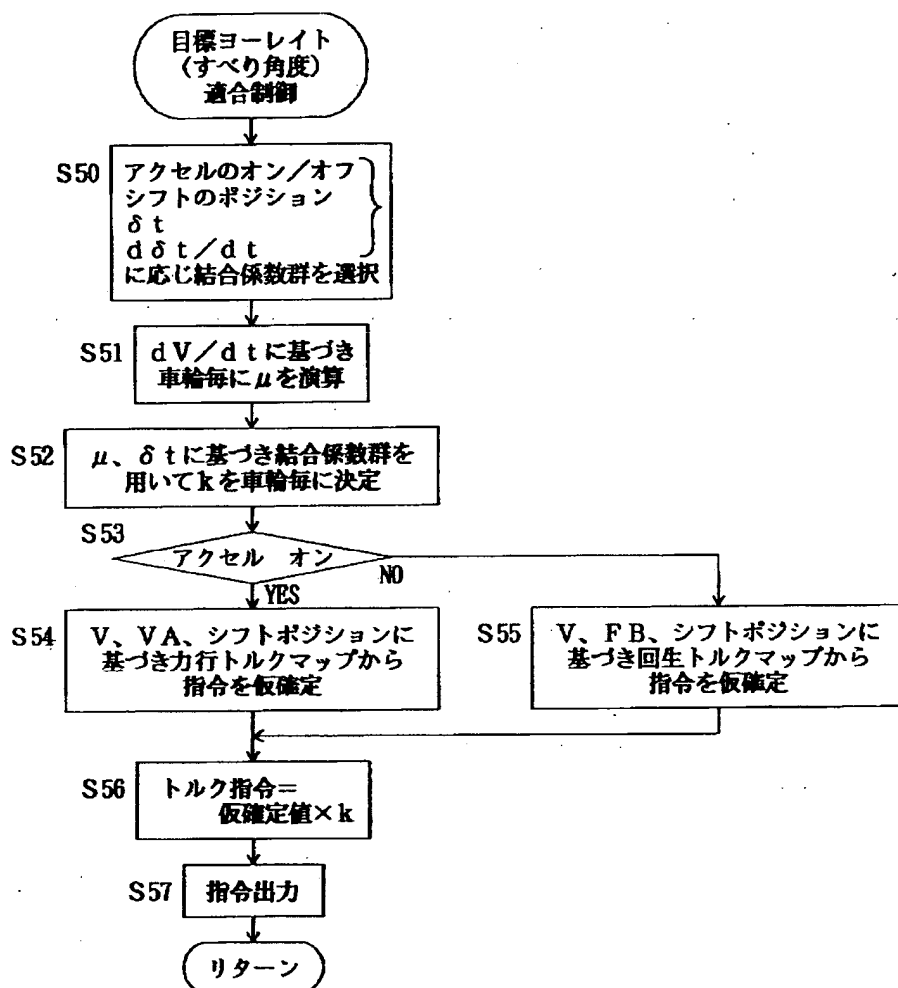 目標ヨーレイト
(すべり角度)
適合制御
S50
アクセルのオン/オフ
シフトのポジション
δt
dδt/dt
に応じ結合係数群を選択
S51
dV/dtに基づき
車輪毎にμを演算
S52
μ、δtに基づき結合係数群を
用いてkを車輪毎に決定
S53
アクセル オン
NO
YES
S54
V、VA、シフトポジションに
基づき力行トルクマップから
指令を仮確定
S55
V、FB、シフトポジションに
基づき回生トルクマップから
指令を仮確定
S56
トルク指令=
仮確定値×k
S57
指令出力
リターン